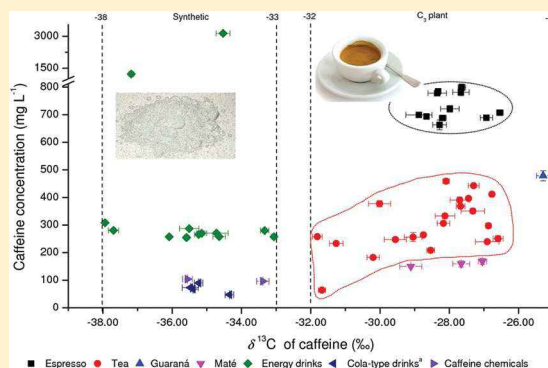 -38 Synthetic -33 -32 C3 plant
3000
1500
800
700
600
500
400
300
200
100
0
Caffeine concentration (mg L-1)
-38.00 -36.00 -34.00 -32.00 -30.00 -28.00 -26.00
δ13C of caffeine (‰)
Espresso Tea Guaraná Maté Energy drinks Cola-type drinksa Caffeine chemicals